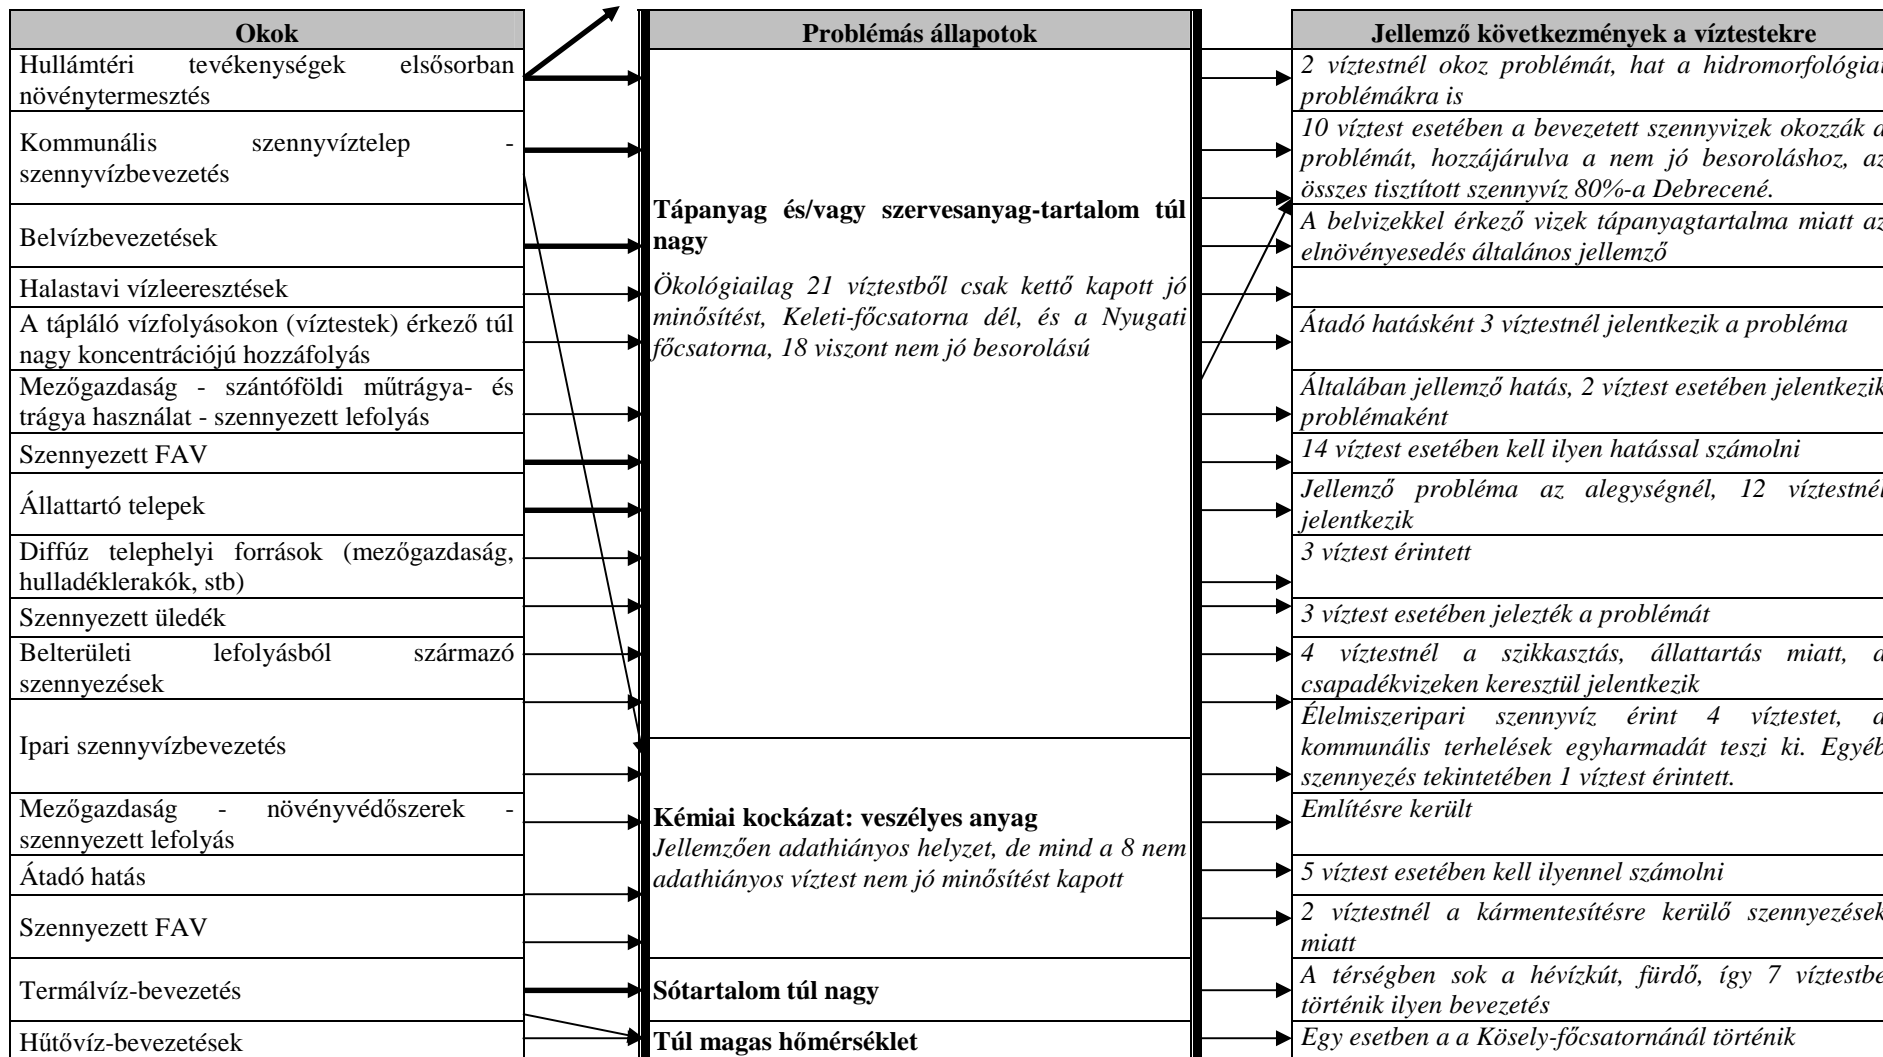 Okok
Hullámtéri tevékenységek elsősorban
növénytermesztés
Kommunális szennyvíztelep -
szennyvízbevezetés
Belvízbevezetések
Halastavi vízleeresztések
A tápláló vízfolyásokon (víztestek) érkező túl
nagy koncentrációjú hozzáfolyás
Mezőgazdaság - szántóföldi műtrágya- és
trágya használat - szennyezett lefolyás
Szennyezett FAV
Állattartó telepek
Diffúz telephelyi források (mezőgazdaság,
hulladéklerakók, stb)
Szennyezett üledék
Belterületi lefolyásból származó
szennyezések
Ipari szennyvízbevezetés
Mezőgazdaság - növényvédőszerek -
szennyezett lefolyás
Átadó hatás
Szennyezett FAV
Termálvíz-bevezetés
Hűtővíz-bevezetések
Problémás állapotok
Tápanyag és/vagy szervesanyag-tartalom túl
nagy
Ökológiailag 21 víztestből csak kettő kapott jó
minősítést, Keleti-főcsatorna dél, és a Nyugati
főcsatorna, 18 viszont nem jó besorolású
Kémiai kockázat: veszélyes anyag
Jellemzően adathiányos helyzet, de mind a 8 nem
adathiányos víztest nem jó minősítést kapott
Sótartalom túl nagy
Túl magas hőmérséklet
Jellemző következmények a víztestekre
2 víztestnél okoz problémát, hat a hidromorfológiai
problémákra is
10 víztest esetében a bevezetett szennyvizek okozzák a
problémát, hozzájárulva a nem jó besoroláshoz, az
összes tisztított szennyvíz 80%-a Debrecené.
A belvizekkel érkező vizek tápanyagtartalma miatt az
elnövényesedés általános jellemző
Átadó hatásként 3 víztestnél jelentkezik a probléma
Általában jellemző hatás, 2 víztest esetében jelentkezik
problémaként
14 víztest esetében kell ilyen hatással számolni
Jellemző probléma az alegységnél, 12 víztestnél
jelentkezik
3 víztest érintett
3 víztest esetében jelezték a problémát
4 víztestnél a szikkasztás, állattartás miatt, a
csapadékvizeken keresztül jelentkezik
Élelmiszeripari szennyvíz érint 4 víztestet, a
kommunális terhelések egyharmadát teszi ki. Egyéb
szennyezés tekintetében 1 víztest érintett.
Említésre került
5 víztest esetében kell ilyennel számolni
2 víztestnél a kármentesítésre kerülő szennyezések
miatt
A térségben sok a hévízkút, fürdő, így 7 víztestbe
történik ilyen bevezetés
Egy esetben a a Kösely-főcsatornánál történik